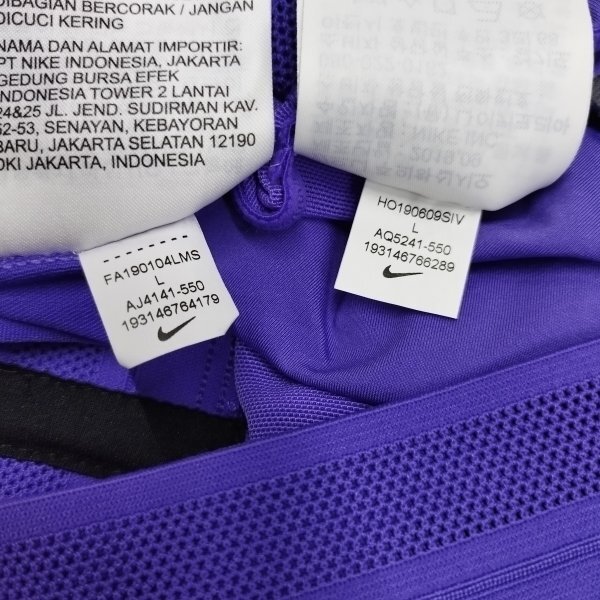 DIBAGIAN BERCORAK / JANGAN
DICUCI KERING
NAMA DAN ALAMAT IMPORTIR:
PT NIKE INDONESIA, JAKARTA
GEDUNG BURSA EFEK
INDONESIA TOWER 2 LANTAI
24&25 JL. JEND. SUDIRMAN KAV.
52-53, SENAYAN, KEBAYORAN
BARU, JAKARTA SELATAN 12190
DKI JAKARTA, INDONESIA
FA190104LMS
L
AJ4141-550
193146764179
HO190609SIV
L
AQ5241-550
193146766289
NIKE INC